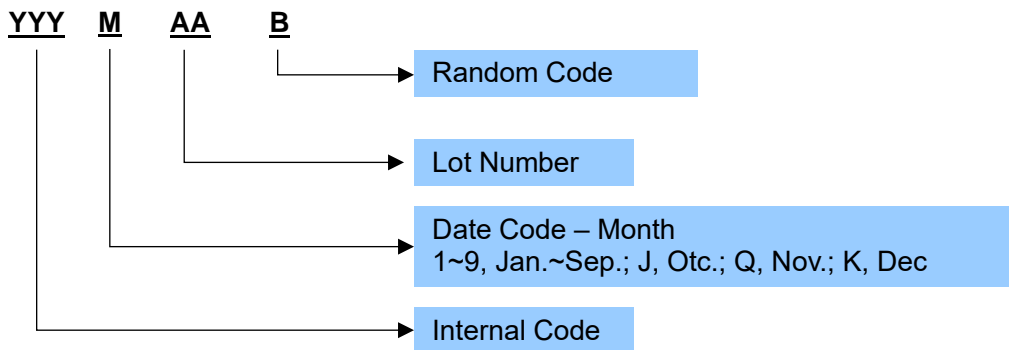 YYY M AA B
Random Code
Lot Number
Date Code – Month
1~9, Jan.~Sep.; J, Otc.; Q, Nov.; K, Dec
Internal Code